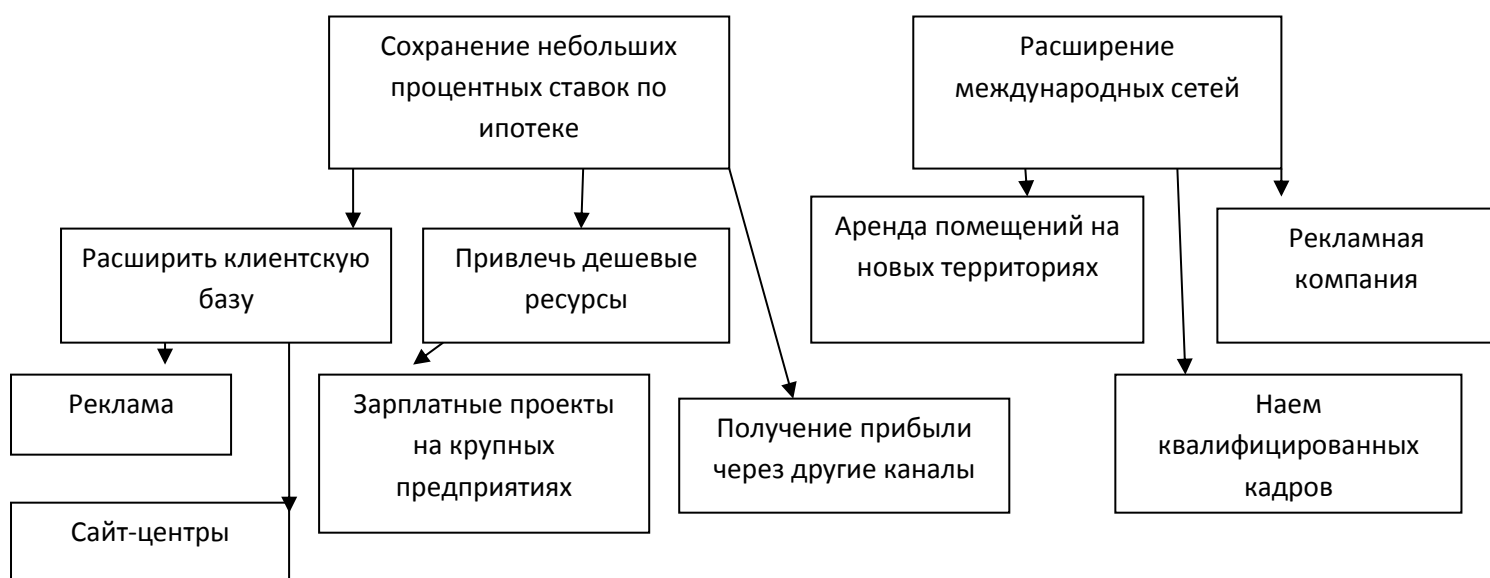 Сохранение небольших
процентных ставок по
ипотеке
Расширение
международных сетей
Расширить клиентскую
базу
Привлечь дешевые
ресурсы
Аренда помещений на
новых территориях
Рекламная
компания
Реклама
Зарплатные проекты
на крупных
предприятиях
Получение прибыли
через другие каналы
Наем
квалифицированных
кадров
Сайт-центры